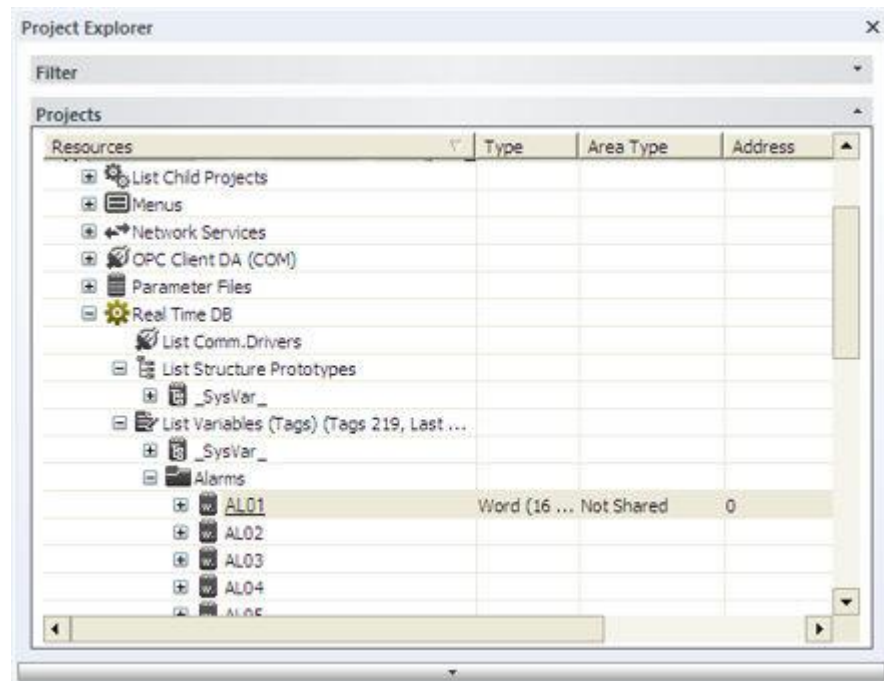 Project Explorer
Filter
Projects
Resources Type Area Type Address
List Child Projects
Menus
Network Services
OPC Client DA (COM)
Parameter Files
Real Time DB
List Comm.Drivers
List Structure Prototypes
_SysVar_
List Variables (Tags) (Tags 219, Last ...
_SysVar_
Alarms
AL01 Word (16 ... Not Shared 0
AL02
AL03
AL04